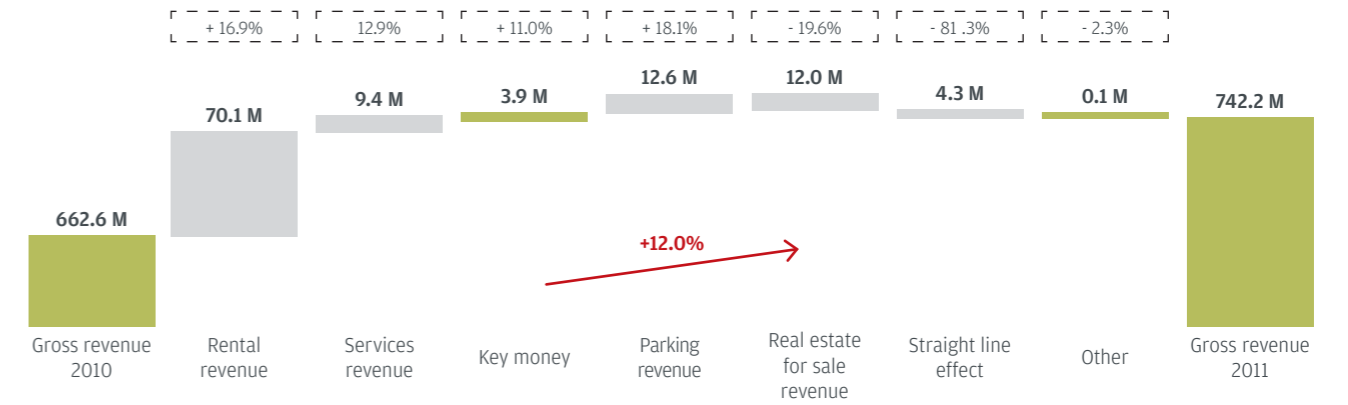 + 16.9%
12.9%
+ 11.0%
+ 18.1%
- 19.6%
- 81 .3%
- 2.3%
662.6 M
70.1 M
9.4 M
3.9 M
12.6 M
12.0 M
4.3 M
0.1 M
742.2 M
+12.0%
Gross revenue
2010
Rental
revenue
Services
revenue
Key money
Parking
revenue
Real estate
for sale
revenue
Straight line
effect
Other
Gross revenue
2011